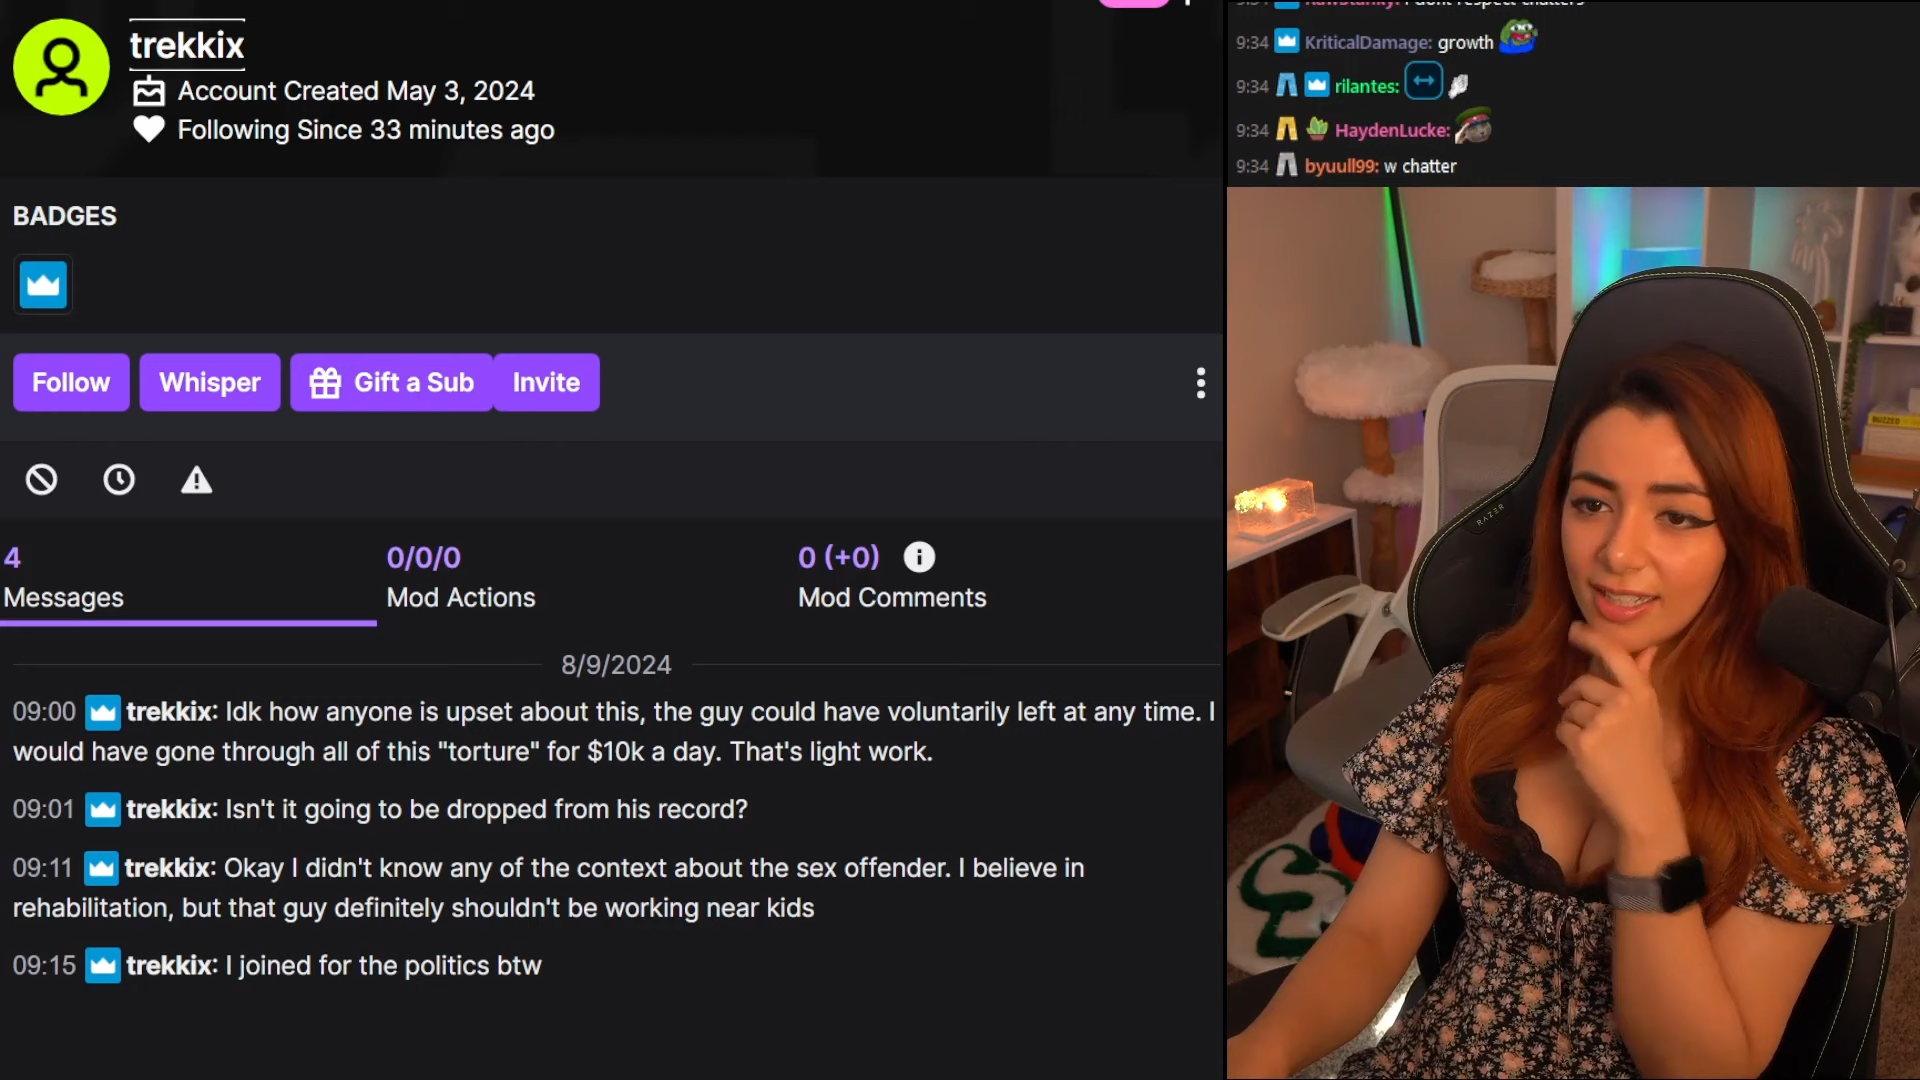 trekkix
Account Created May 3, 2024
Following Since 33 minutes ago
BADGES
Follow
Whisper
Gift a Sub
Invite
4
Messages
0/0/0
Mod Actions
0 (+0)
Mod Comments
8/9/2024
09:00 trekkix: Idk how anyone is upset about this, the guy could have voluntarily left at any time. I
would have gone through all of this "torture" for $10k a day. That's light work.
09:01 trekkix: Isn't it going to be dropped from his record?
09:11 trekkix: Okay I didn't know any of the context about the sex offender. I believe in
rehabilitation, but that guy definitely shouldn't be working near kids
09:15 trekkix: I joined for the politics btw
I dont respect chatters
9:34 KriticalDamage: growth
9:34 rilantes:
9:34 HaydenLucke:
9:34 byuull99: w chatter
RAZER
BUZZED